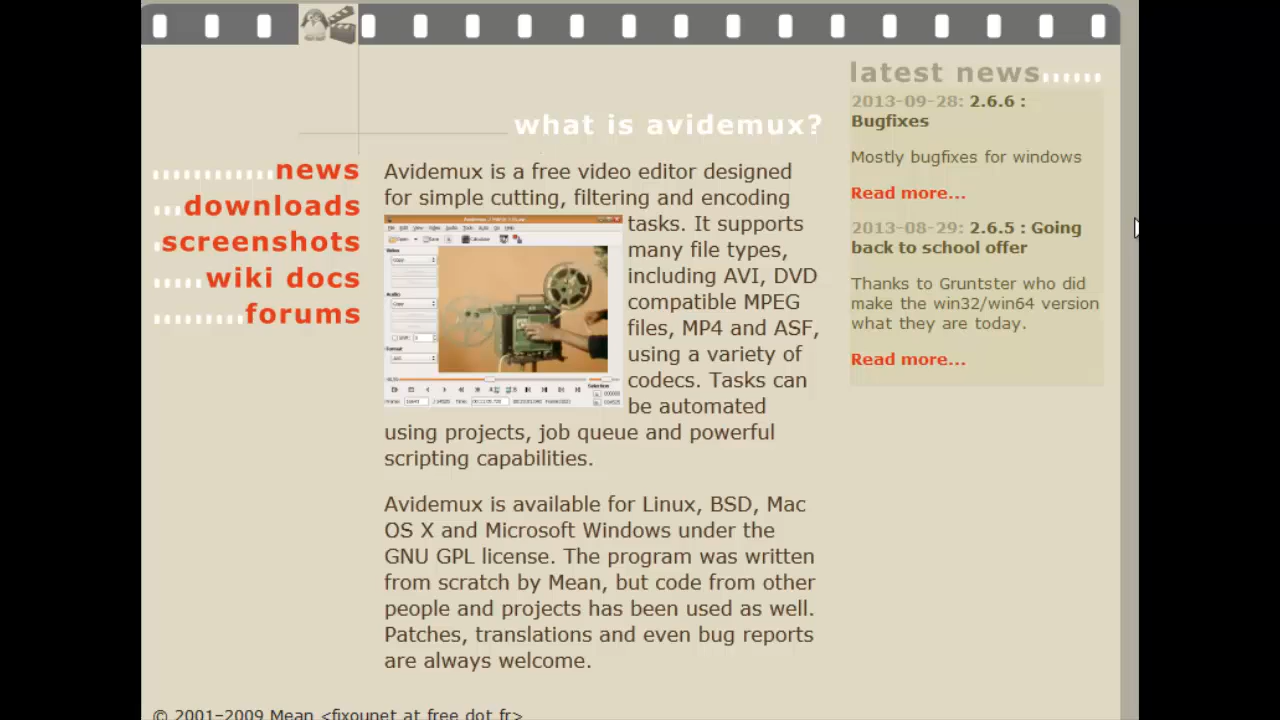 what is avidemux?
news
downloads
screenshots
wiki docs
forums
Avidemux is a free video editor designed
for simple cutting, filtering and encoding
tasks. It supports
many file types,
including AVI, DVD
compatible MPEG
files, MP4 and ASF,
using a variety of
codecs. Tasks can
be automated
using projects, job queue and powerful
scripting capabilities.
Avidemux is available for Linux, BSD, Mac
OS X and Microsoft Windows under the
GNU GPL license. The program was written
from scratch by Mean, but code from other
people and projects has been used as well.
Patches, translations and even bug reports
are always welcome.
latest news
2013-09-28: 2.6.6 :
Bugfixes
Mostly bugfixes for windows
Read more...
2013-08-29: 2.6.5 : Going
back to school offer
Thanks to Gruntster who did
make the win32/win64 version
what they are today.
Read more...
© 2001-2009 Mean <fixounet at free dot fr>